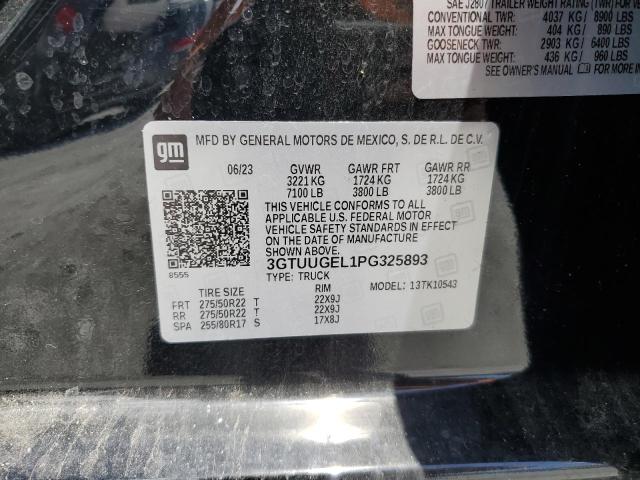 SAE J2807 TRAILER WEIGHT RATING (TWR) FOR
CONVENTIONAL TWR: 4037 KG / 8900 LBS
MAX TONGUE WEIGHT: 404 KG / 890 LBS
GOOSENECK TWR: 2903 KG / 6400 LBS
MAX TONGUE WEIGHT: 436 KG / 960 LBS
SEE OWNER'S MANUAL FOR MORE
gm
MFD BY GENERAL MOTORS DE MEXICO, S. DE R.L. DE C.V.
06/23 GVWR GAWR FRT GAWR RR
3221 KG 1724 KG 1724 KG
7100 LB 3800 LB 3800 LB
THIS VEHICLE CONFORMS TO ALL
APPLICABLE U.S. FEDERAL MOTOR
VEHICLE SAFETY STANDARDS IN EFFECT
ON THE DATE OF MANUFACTURE
SHOWN ABOVE.
8555
3GTUUGEL1PG325893
TYPE: TRUCK MODEL: 13TK10543
TIRE SIZE RIM
FRT 275/50R22 T 22X9J
RR 275/50R22 T 22X9J
SPA 255/80R17 S 17X8J